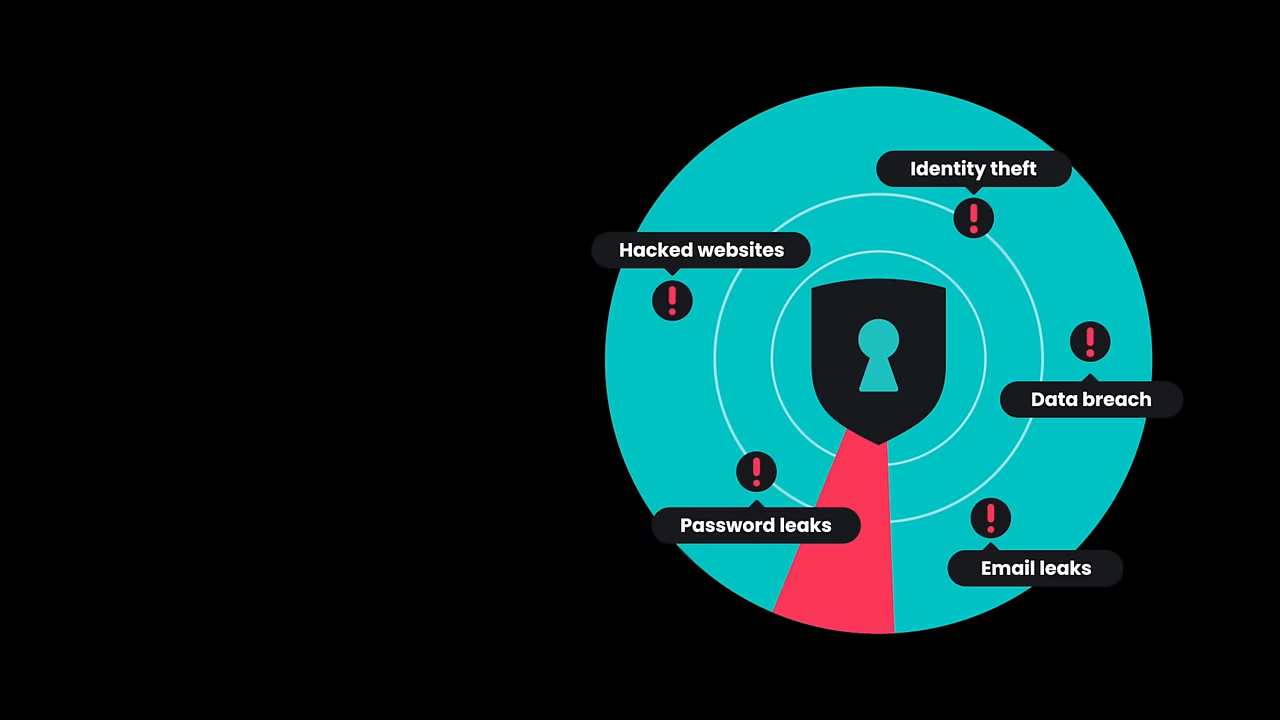 Identity theft
Hacked websites
Data breach
Password leaks
Email leaks